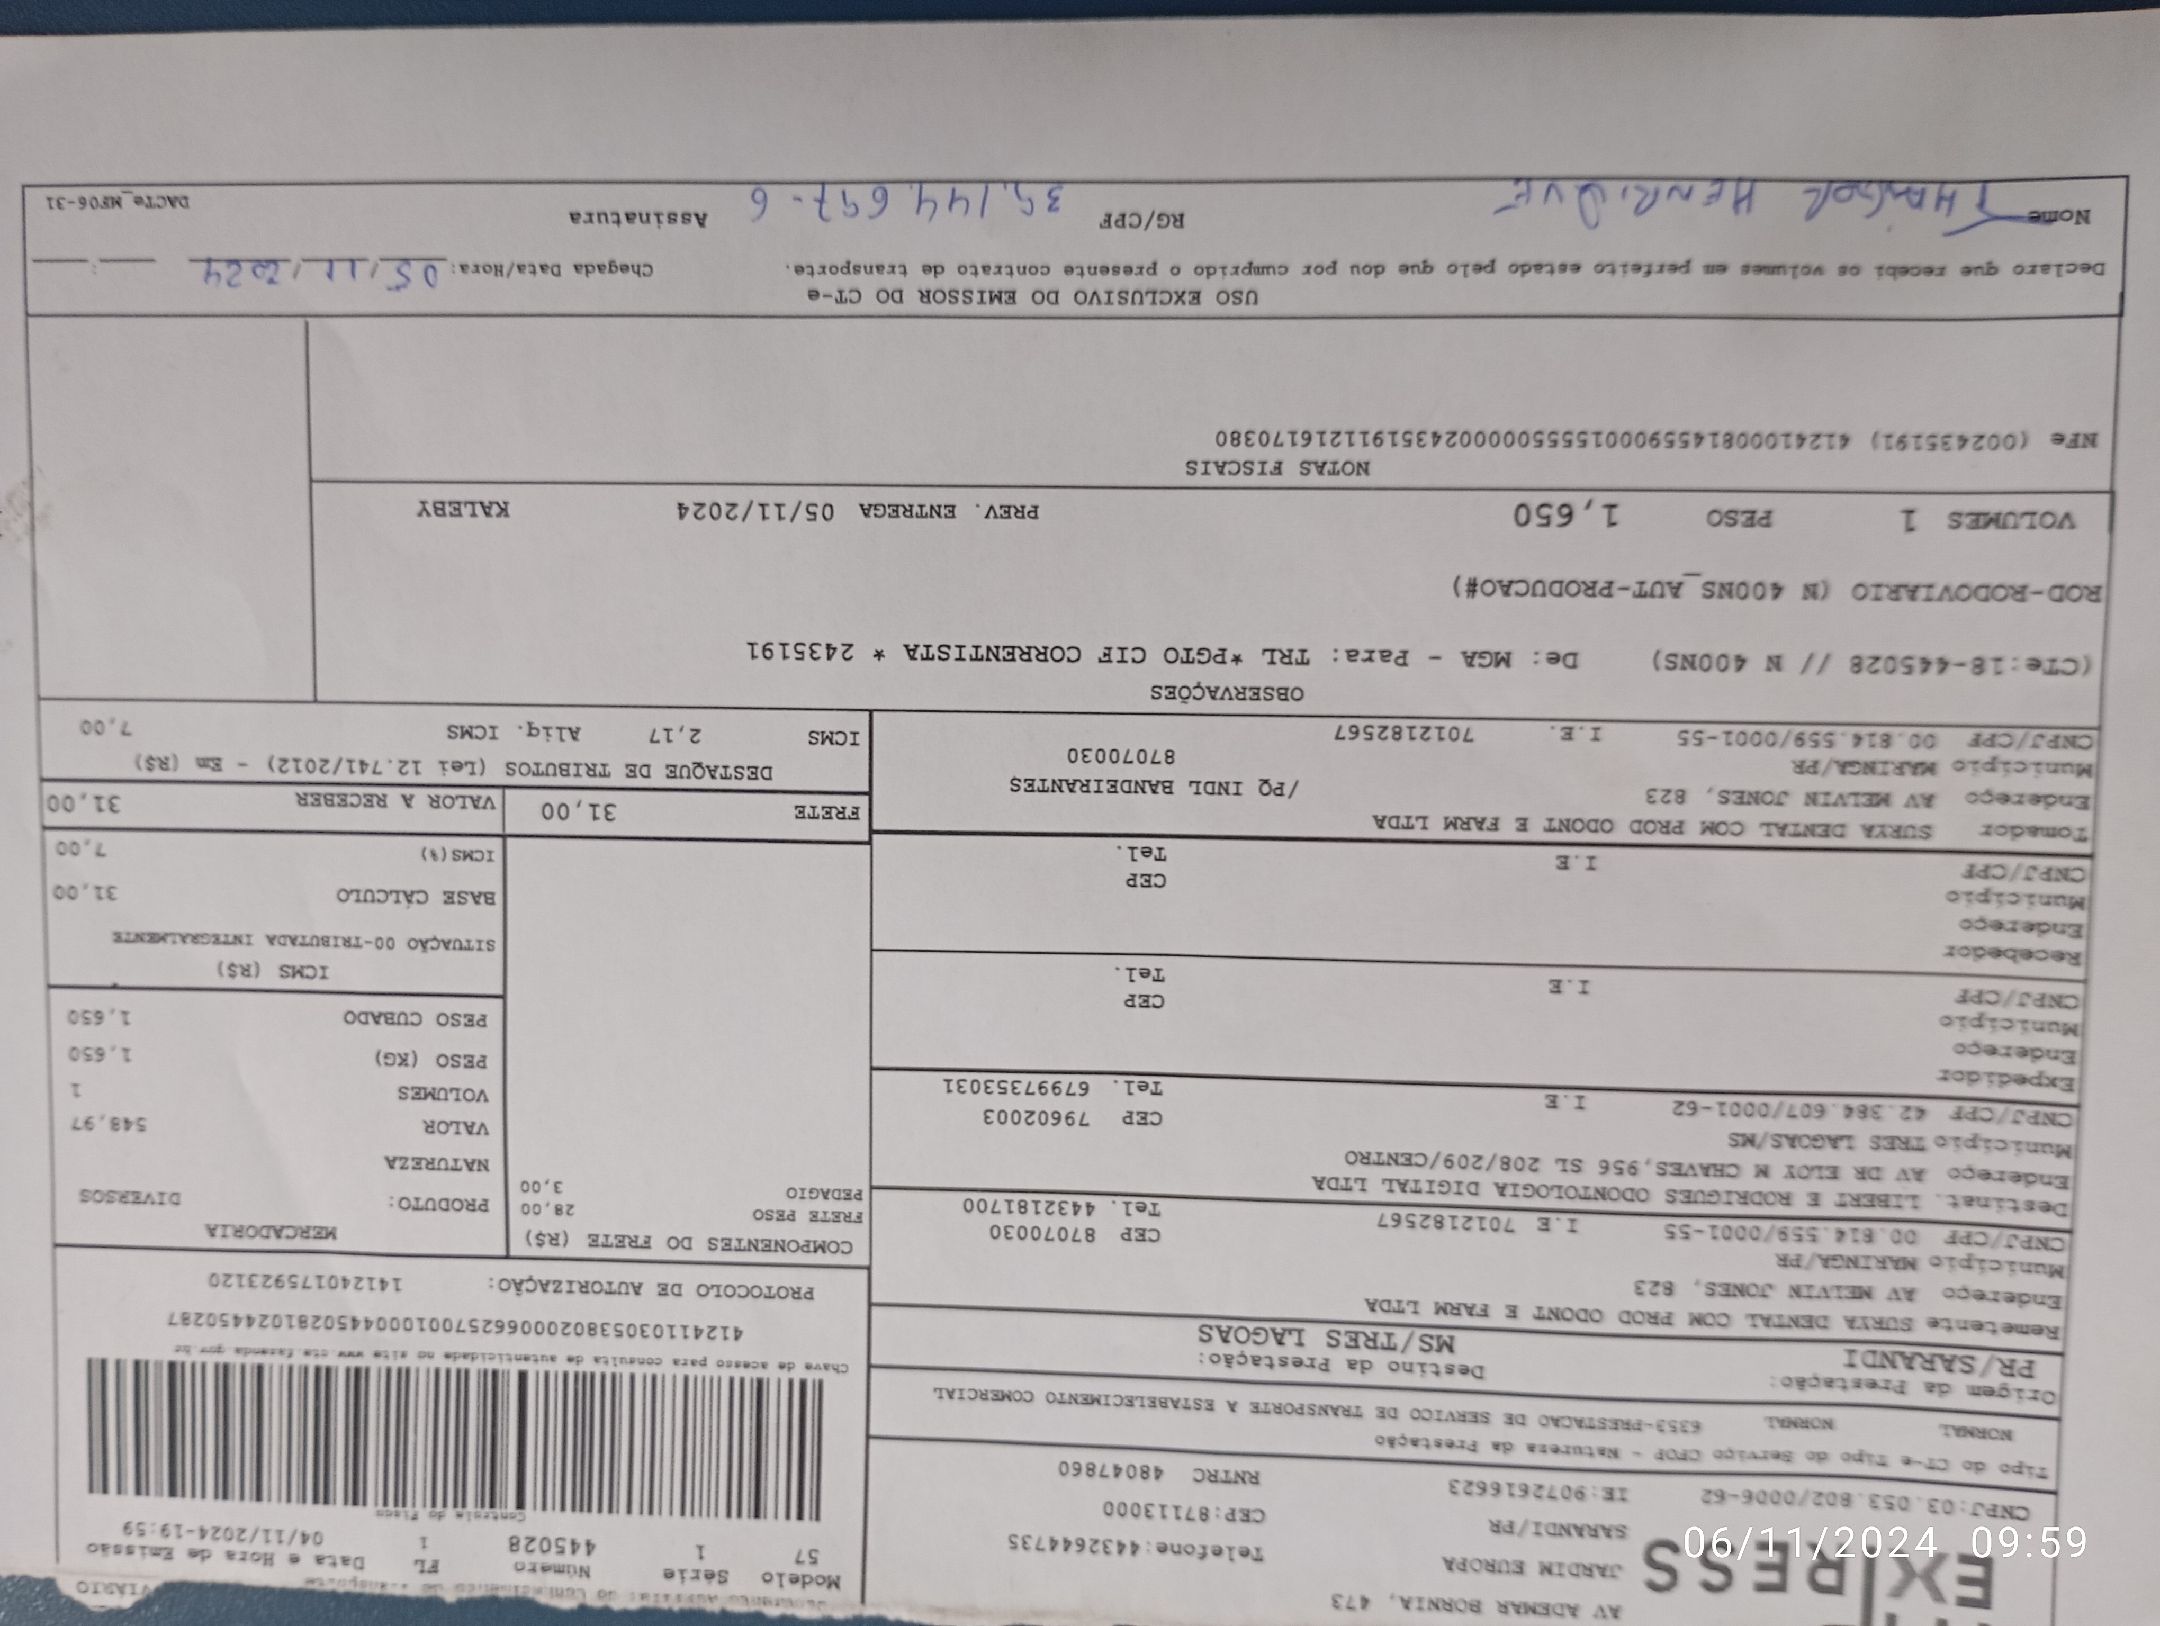 EX PRESS
AV ADEMAR BORNIA, 473
JARDIM EUROPA
SARANDI/PR
Telefone:4432644735
CEP:87113000
CNPJ:03.053.802/0006-62 IE:9072616623 RNTRC 48047860
Tipo do CT-e Tipo do Serviço CFOP - Natureza da Prestação
NORMAL NORMAL 6353-PRESTACAO DE SERVICO DE TRANSPORTE A ESTABELECIMENTO COMERCIAL
Origem da Prestação: Destino da Prestação:
PR/SARANDI MS/TRES LAGOAS
VIÁRIO
Modelo Série Número FL Data e Hora de Emissão
57 1 445028 1 04/11/2024-19:59
Controle do Fisco
Chave de acesso para consulta de autenticidade no site www.cte.fazenda.gov.br
41241103053802000662570010004450281024450287
PROTOCOLO DE AUTORIZAÇÃO: 141240175923120
Remetente SURYA DENTAL COM PROD ODONT E FARM LTDA
Endereço AV MELVIN JONES, 823
Município MARINGA/PR CEP 87070030
CNPJ/CPF 00.814.559/0001-55 I.E 7012182567 Tel. 4432181700
Destinat. LIBERT E RODRIGUES ODONTOLOGIA DIGITAL LTDA
Endereço AV DR ELOY M CHAVES,956 SL 208/209/CENTRO
Município TRES LAGOAS/MS CEP 79602003
CNPJ/CPF 42.384.607/0001-62 I.E Tel. 67997353031
Expedidor
Endereço
Município CEP
CNPJ/CPF I.E Tel.
Recebedor
Endereço
Município CEP
CNPJ/CPF I.E Tel.
Tomador SURYA DENTAL COM PROD ODONT E FARM LTDA
Endereço AV MELVIN JONES, 823 /PQ INDL BANDEIRANTES
Município MARINGA/PR 87070030
CNPJ/CPF 00.814.559/0001-55 I.E. 7012182567
COMPONENTES DO FRETE (R$)
FRETE PESO 28,00
PEDAGIO 3,00
MERCADORIA
PRODUTO: DIVERSOS
NATUREZA
VALOR 548,97
VOLUMES 1
PESO (KG) 1,650
PESO CUBADO 1,650
ICMS (R$)
SITUAÇÃO 00-TRIBUTADA INTEGRALMENTE
BASE CÁLCULO 31,00
ICMS(%) 7,00
FRETE 31,00 VALOR A RECEBER 31,00
DESTAQUE DE TRIBUTOS (Lei 12.741/2012) - Em (R$)
ICMS 2,17 Aliq. ICMS 7,00
OBSERVAÇÕES
(CTe:18-445028 // N 400NS) De: MGA - Para: TRL *PGTO CIF CORRENTISTA * 2435191
ROD-RODOVIARIO (N 400NS_AUT-PRODUCAO#)
VOLUMES 1 PESO 1,650 PREV. ENTREGA 05/11/2024 KALEBY
NOTAS FISCAIS
NFe (002435191) 41241000814559000155550000024351911216170380
USO EXCLUSIVO DO EMISSOR DO CT-e
Declaro que recebi os volumes em perfeito estado pelo que dou por cumprido o presente contrato de transporte. Chegada Data/Hora: 05/11/2024 :
Nome HENRIQUE RG/CPF 39.144.697-6 Assinatura
DACTe_MF06-31
06/11/2024 09:59